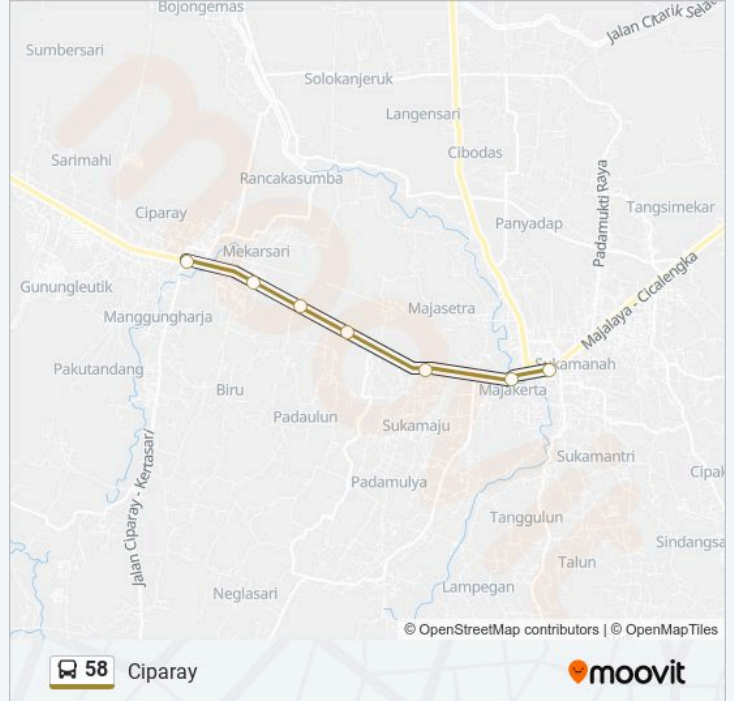 Bojongemas
Jalan Citarik Sela
Sumbersari
Solokanjeruk
Langensari
Cibodas
Sarimahi
Rancakasumba
Padamukti Raya
Tangsimekar
Ciparay
Panyadap
Mekarsari
Gunungleutik
Majalaya - Cicalengka
Manggungharja
Majasetra
Pakutandang
Sukamanah
Biru
Majakerta
Padaulun
Sukamaju
Jalan Ciparay - Kertasari
Sukamantri
Cipak
Padamulya
Tanggulun
Sindangsa
Talun
Neglasari
Lampegan
© OpenStreetMap contributors | © OpenMapTiles
58 Ciparay
moovit